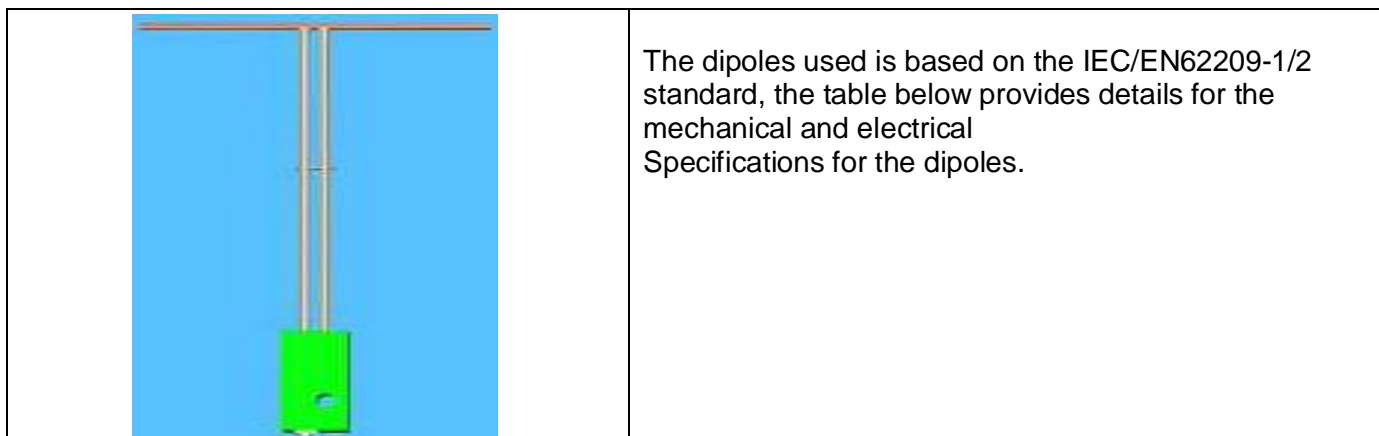 The dipoles used is based on the IEC/EN62209-1/2
standard, the table below provides details for the
mechanical and electrical
Specifications for the dipoles.